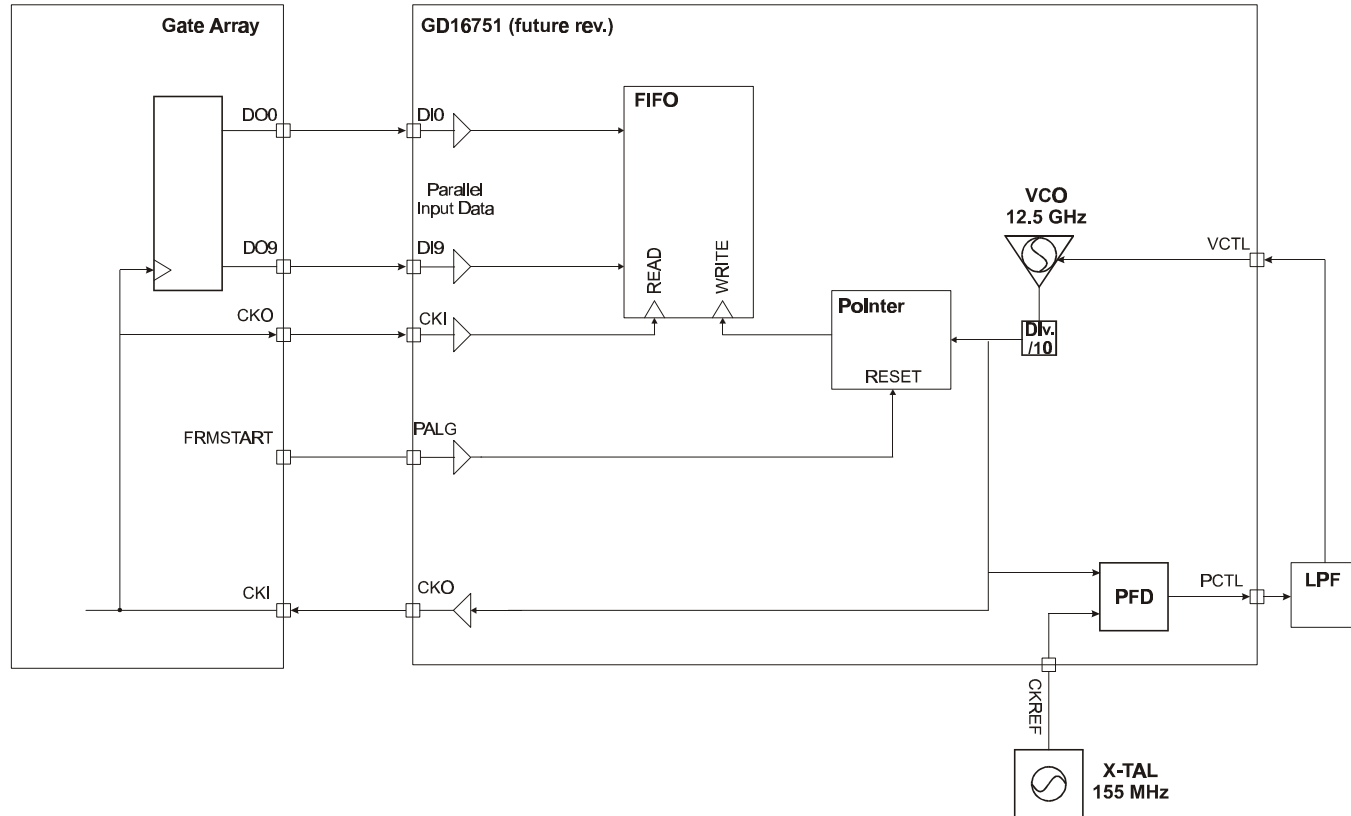 Gate Array
GD16751 (future rev.)
FIFO
DO0
DI0
Parallel
Input Data
VCO
12.5 GHz
DO9
DI9
READ
WRITE
VCTL
Pointer
CKO
CKI
Div.
/10
RESET
FRMSTART
PALG
CKI
CKO
PFD
PCTL
LPF
CKREF
X-TAL
155 MHz